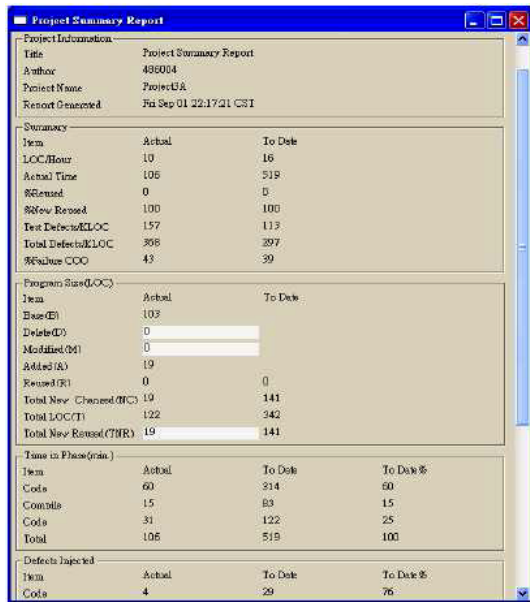 Project Summary Report
Project Information
Title Project Summary Report
Author 486004
Project Name Project3A
Report Generated Fri Sep 01 22:17:21 CST
Summary
Item Actual To Date
LOC/Hour 10 16
Actual Time 106 519
%Reused 0 0
%New Reused 100 100
Test Defects/KLOC 157 113
Total Defects/KLOC 368 297
%Failure COQ 43 39
Program Size(LOC)
Item Actual To Date
Base(B) 103
Delete(D) 0
Modified(M) 0
Added(A) 19
Reused(R) 0 0
Total New Changed(NC) 19 141
Total LOC(T) 122 342
Total New Reused(TNR) 19 141
Time in Phase(min.)
Item Actual To Date To Date%
Code 60 314 60
Compile 15 83 15
Code 31 122 25
Total 106 519 100
Defects Injected
Item Actual To Date To Date %
Code 4 29 76